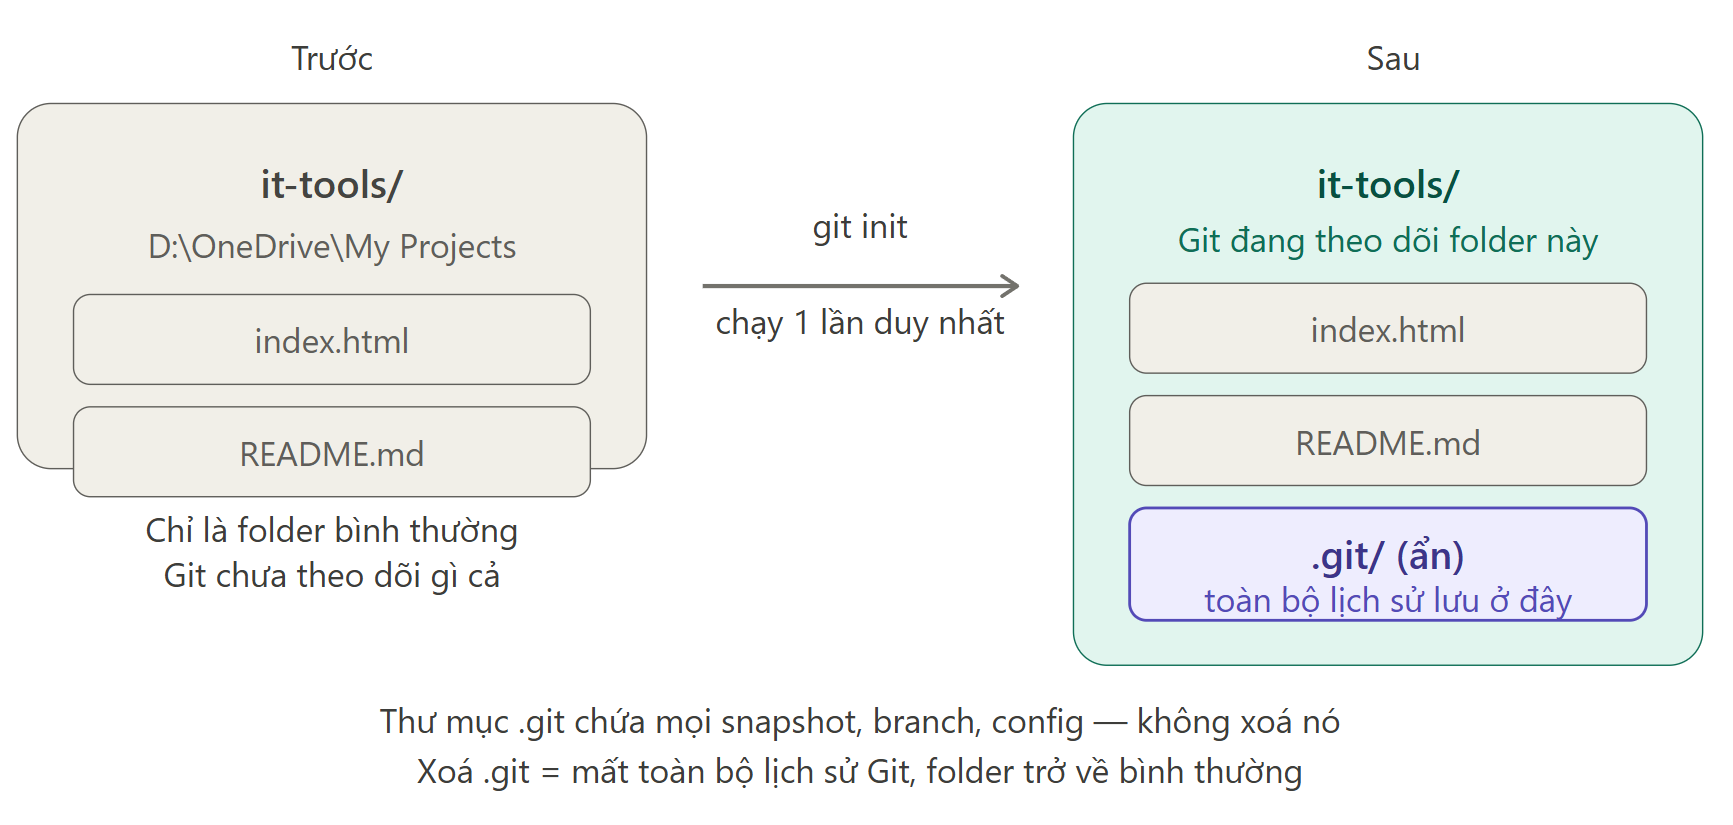 Trước
it-tools/
D:\OneDrive\My Projects
index.html
README.md
Chỉ là folder bình thường
Git chưa theo dõi gì cả
git init
chạy 1 lần duy nhất
Sau
it-tools/
Git đang theo dõi folder này
index.html
README.md
.git/ (ẩn)
toàn bộ lịch sử lưu ở đây
Thư mục .git chứa mọi snapshot, branch, config — không xoá nó
Xoá .git = mất toàn bộ lịch sử Git, folder trở về bình thường